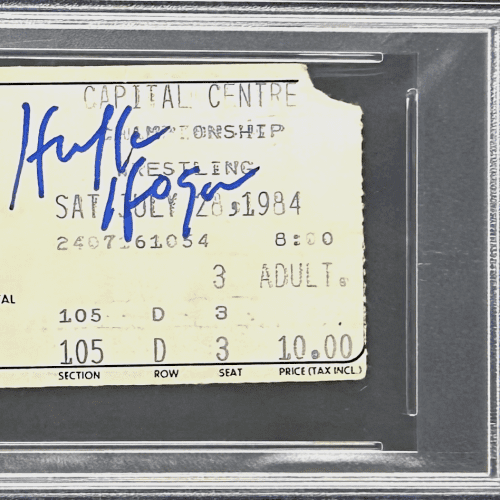 CAPITAL CENTRE
CHAMPIONSHIP
WRESTLING
Hulk Hogan
SAT JULY 28, 1984
2407161054 8:00
3 ADULT
TAL
105 D 3
105 D 3 10.00
SECTION ROW SEAT PRICE (TAX INCL.)